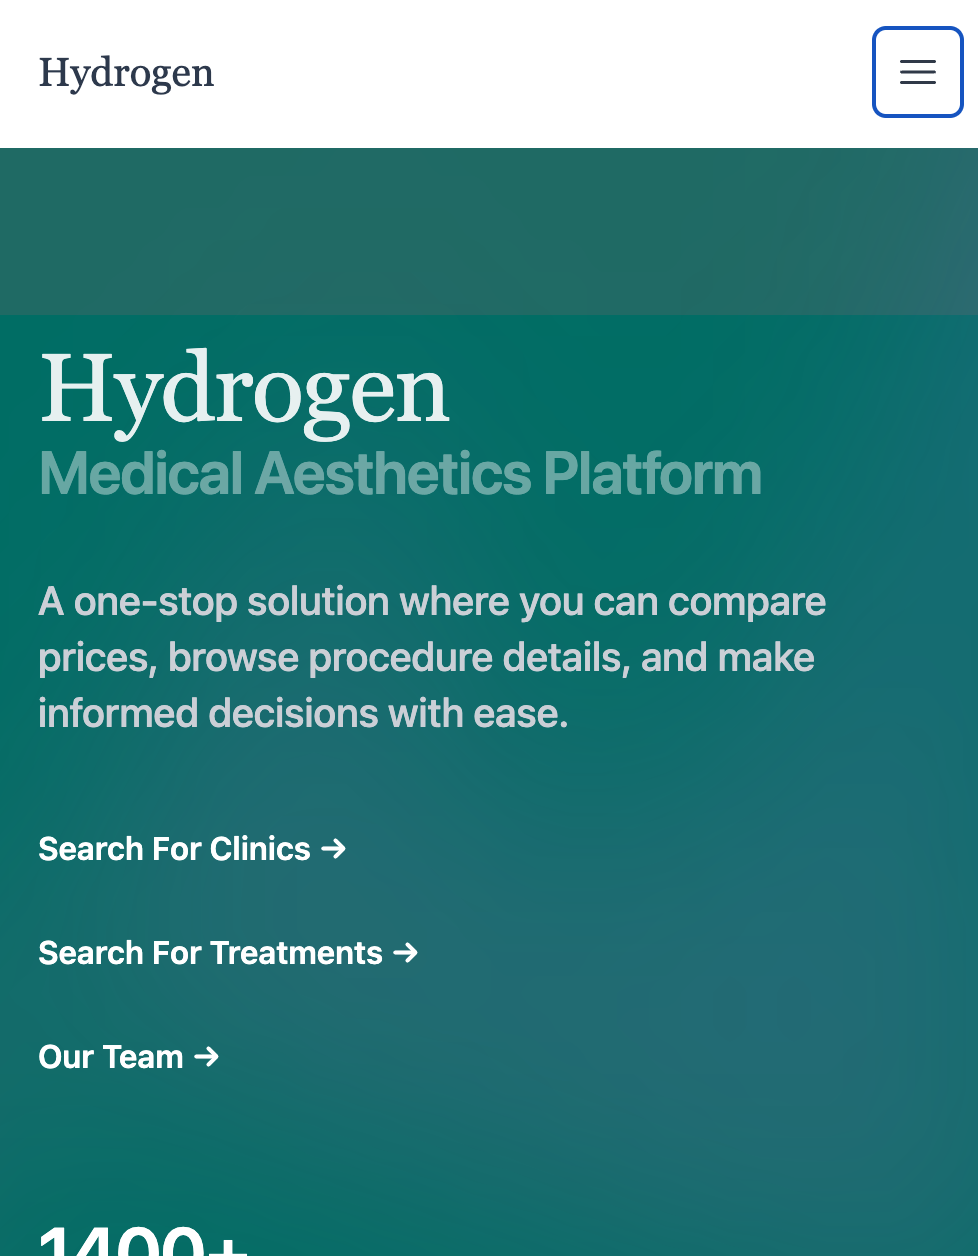 Hydrogen
Hydrogen
Medical Aesthetics Platform
A one-stop solution where you can compare
prices, browse procedure details, and make
informed decisions with ease.
Search For Clinics →
Search For Treatments →
Our Team →
1400+